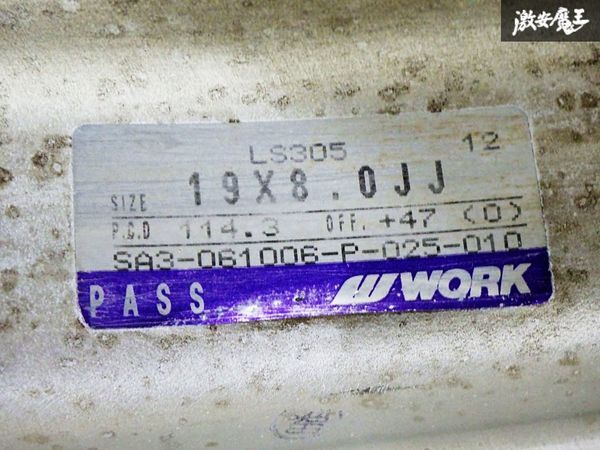 激安魔王
LS305 12
SIZE 19X8.0JJ
P.C.D 114.3 OFF. +47 (0)
SA3-061006-P-025-010
PASS WORK